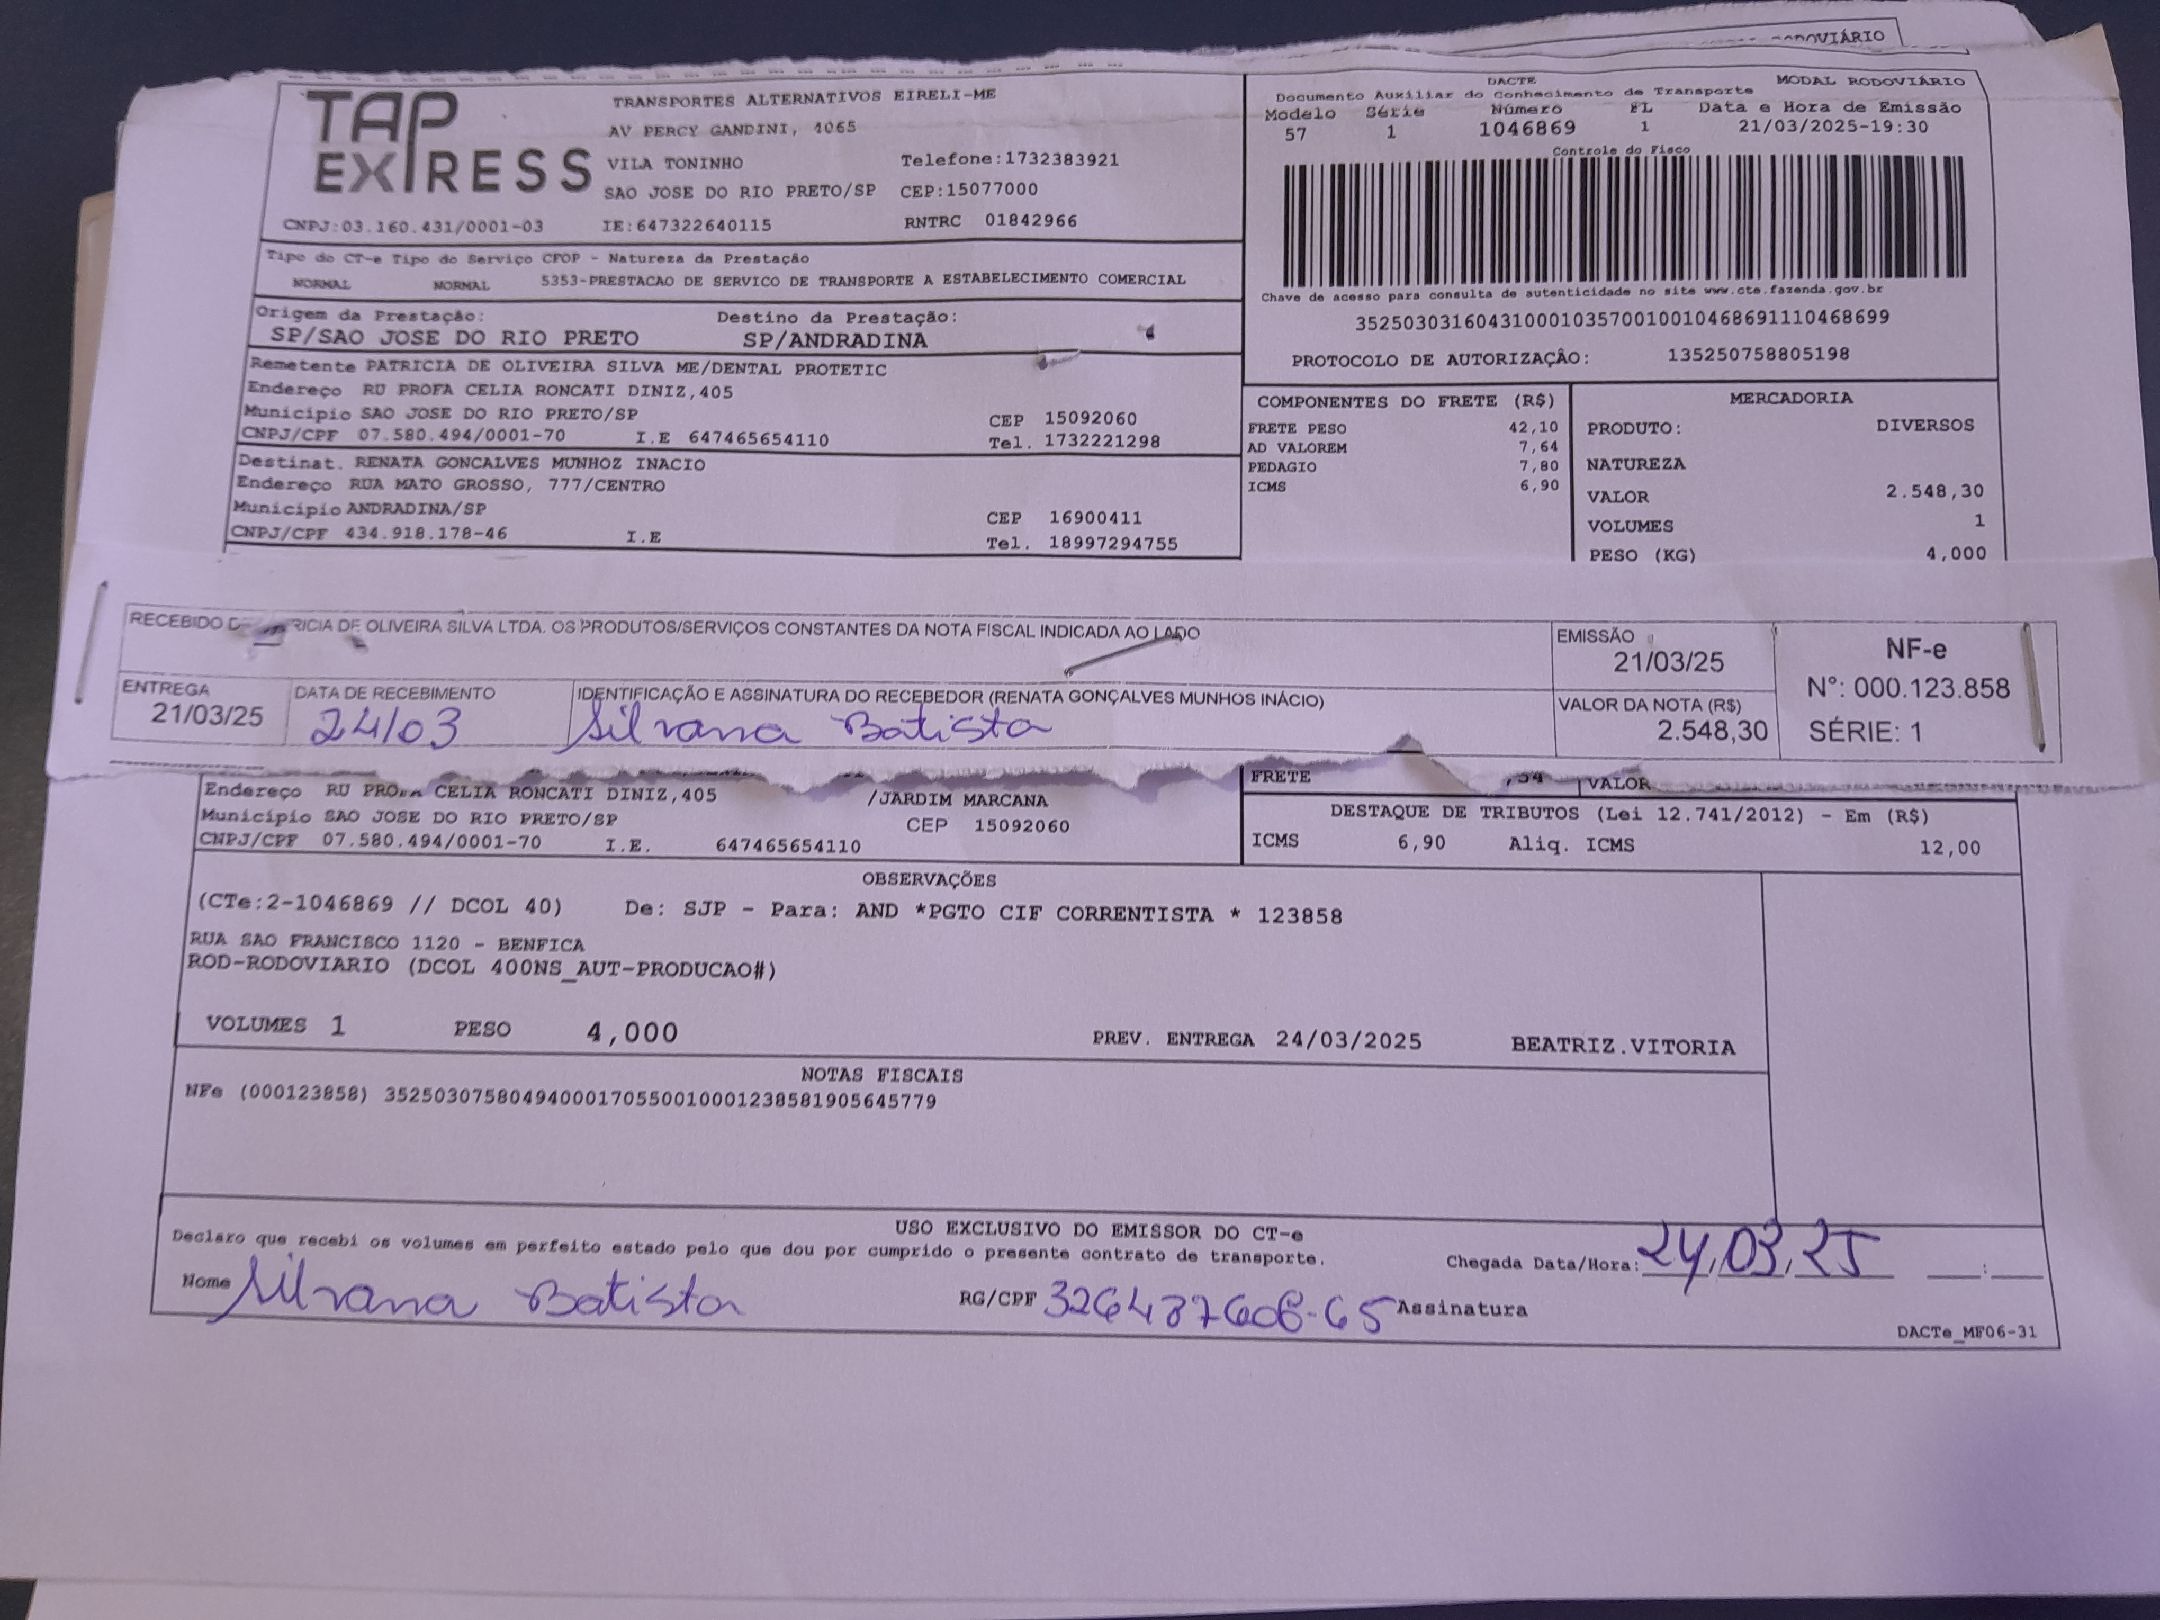 RODOVIÁRIO
TAP EXPRESS
TRANSPORTES ALTERNATIVOS EIRELI-ME
AV PERCY GANDINI, 4065
VILA TONINHO Telefone:1732383921
SAO JOSE DO RIO PRETO/SP CEP:15077000
CNPJ:03.160.431/0001-03 IE:647322640115 RNTRC 01842966
Tipo do CT-e Tipo do Serviço CFOP - Natureza da Prestação
NORMAL NORMAL 5353-PRESTACAO DE SERVICO DE TRANSPORTE A ESTABELECIMENTO COMERCIAL
Origem da Prestação: Destino da Prestação:
SP/SAO JOSE DO RIO PRETO SP/ANDRADINA
Remetente PATRICIA DE OLIVEIRA SILVA ME/DENTAL PROTETIC
Endereço RU PROFA CELIA RONCATI DINIZ,405
Município SAO JOSE DO RIO PRETO/SP CEP 15092060
CNPJ/CPF 07.580.494/0001-70 I.E 647465654110 Tel. 1732221298
Destinat. RENATA GONCALVES MUNHOZ INACIO
Endereço RUA MATO GROSSO, 777/CENTRO
Município ANDRADINA/SP CEP 16900411
CNPJ/CPF 434.918.178-46 I.E Tel. 18997294755
DACTE MODAL RODOVIÁRIO
Documento Auxiliar do Conhecimento de Transporte
Modelo Série Número FL Data e Hora de Emissão
57 1 1046869 1 21/03/2025-19:30
Controle do Fisco
Chave de acesso para consulta de autenticidade no site www.cte.fazenda.gov.br
35250303160431000103570010010468691110468699
PROTOCOLO DE AUTORIZAÇÃO: 135250758805198
COMPONENTES DO FRETE (R$)
FRETE PESO 42,10
AD VALOREM 7,64
PEDAGIO 7,80
ICMS 6,90
MERCADORIA
PRODUTO: DIVERSOS
NATUREZA
VALOR 2.548,30
VOLUMES 1
PESO (KG) 4,000
RECEBIDO DE OLIVEIRA SILVA LTDA. OS PRODUTOS/SERVIÇOS CONSTANTES DA NOTA FISCAL INDICADA AO LADO
ENTREGA DATA DE RECEBIMENTO IDENTIFICAÇÃO E ASSINATURA DO RECEBEDOR (RENATA GONÇALVES MUNHOS INÁCIO)
21/03/25 24/03 Silvana Batista
EMISSÃO
21/03/25
VALOR DA NOTA (R$)
2.548,30
NF-e
N°: 000.123.858
SÉRIE: 1
Endereço RU PROFA CELIA RONCATI DINIZ,405 /JARDIM MARCANA
Município SAO JOSE DO RIO PRETO/SP CEP 15092060
CNPJ/CPF 07.580.494/0001-70 I.E. 647465654110
FRETE ,54 VALOR
DESTAQUE DE TRIBUTOS (Lei 12.741/2012) - Em (R$)
ICMS 6,90 Aliq. ICMS 12,00
OBSERVAÇÕES
(CTe:2-1046869 // DCOL 40) De: SJP - Para: AND *PGTO CIF CORRENTISTA * 123858
RUA SAO FRANCISCO 1120 - BENFICA
ROD-RODOVIARIO (DCOL 400NS_AUT-PRODUCAO#)
VOLUMES 1 PESO 4,000 PREV. ENTREGA 24/03/2025 BEATRIZ.VITORIA
NOTAS FISCAIS
NFe (000123858) 35250307580494000170550010001238581905645779
USO EXCLUSIVO DO EMISSOR DO CT-e
Declaro que recebi os volumes em perfeito estado pelo que dou por cumprido o presente contrato de transporte. Chegada Data/Hora: 24,03,25 :
Nome Silvana Batista RG/CPF 326487606-65 Assinatura
DACTe_MF06-31